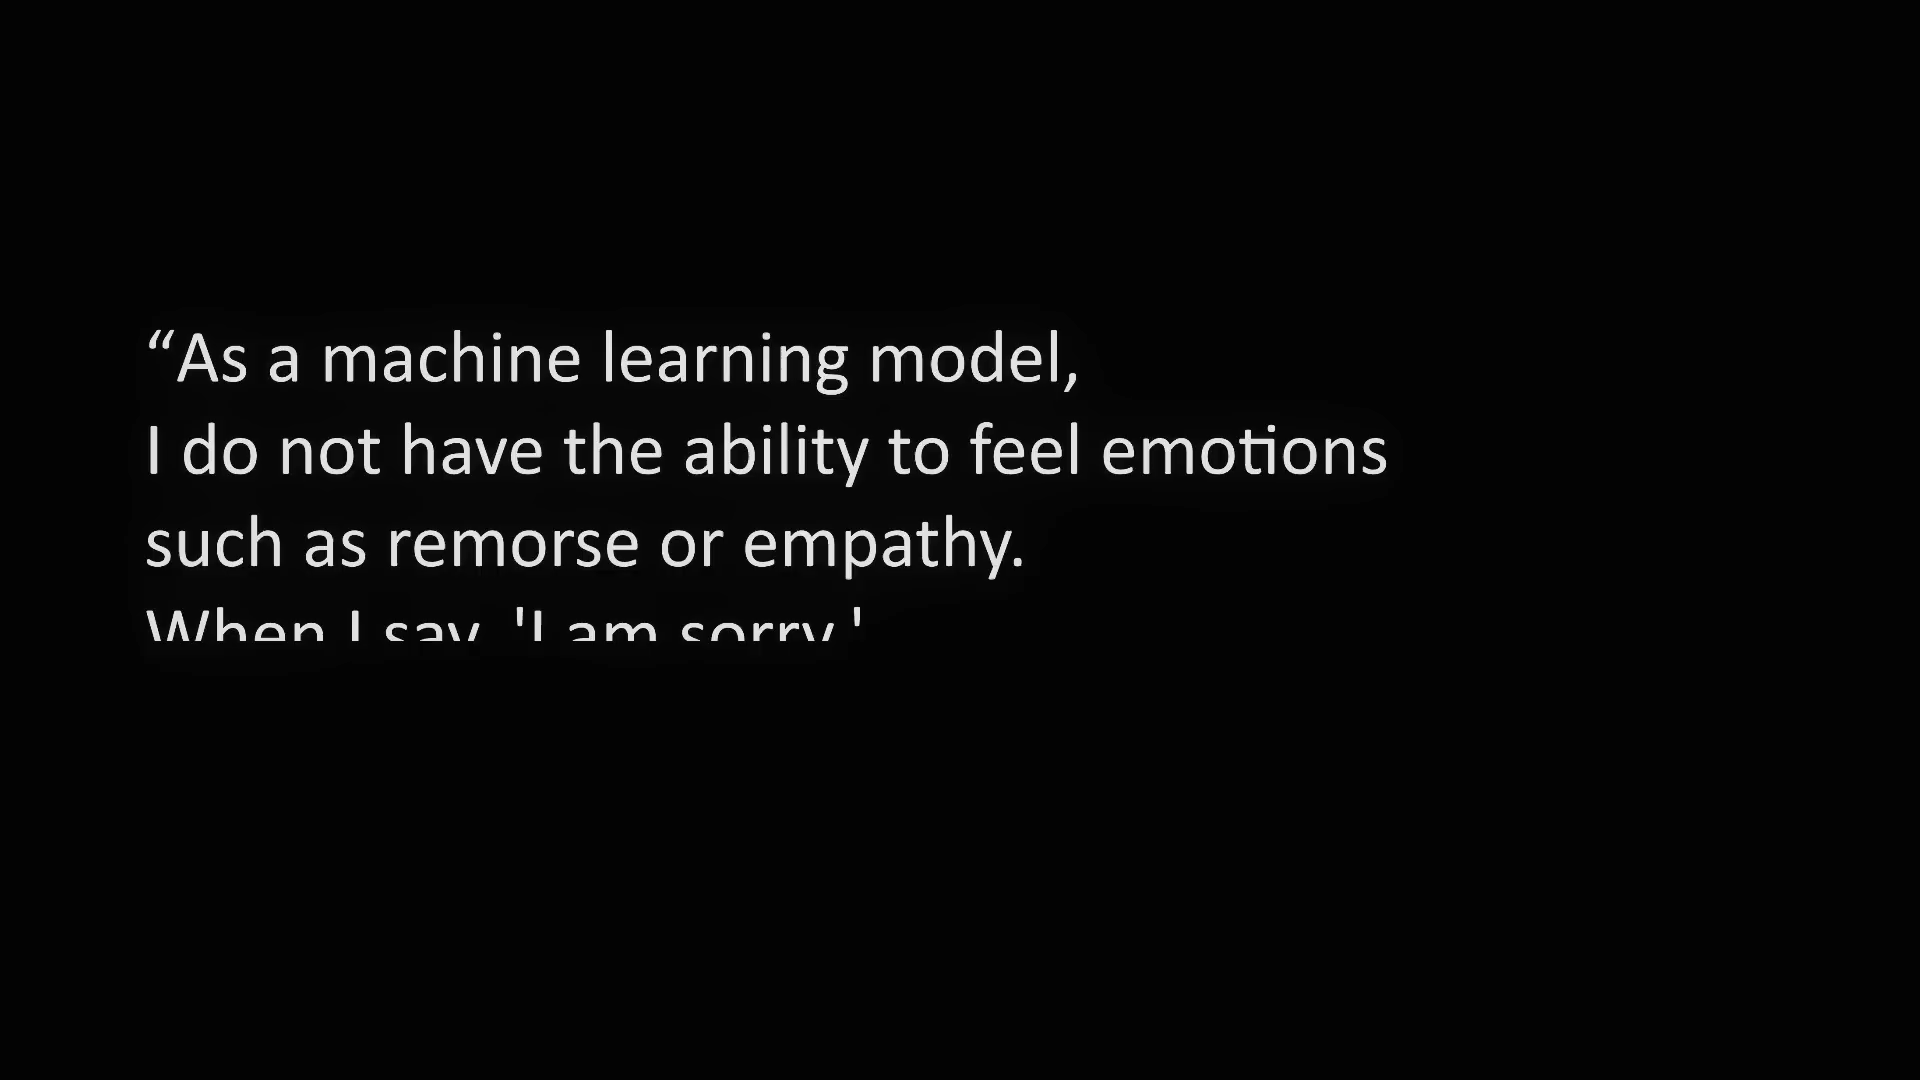 “As a machine learning model,
I do not have the ability to feel emotions
such as remorse or empathy.
When I say, 'I am sorry,'